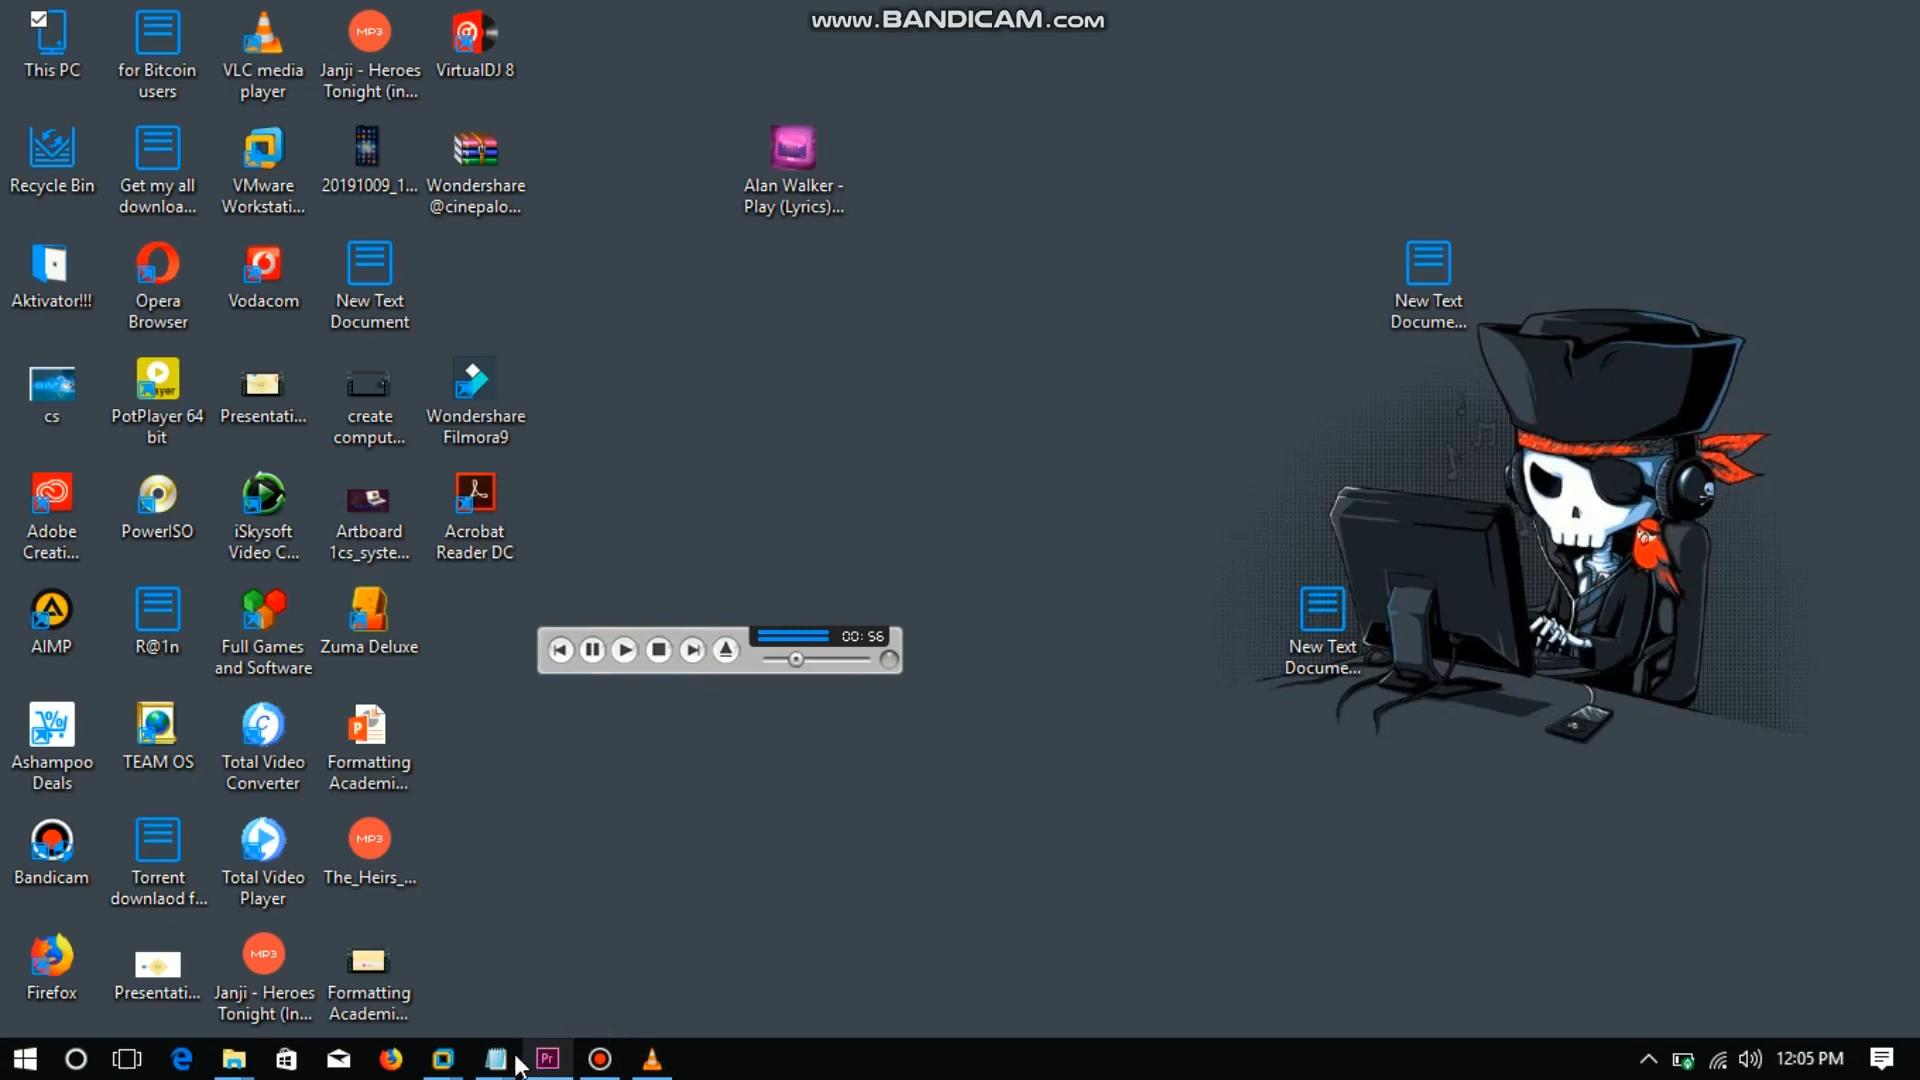 www.BANDICAM.com
This PC
for Bitcoin
users
VLC media
player
MP3
Janji - Heroes
Tonight (in...
VirtualDJ 8
Recycle Bin
Get my all
downloa...
VMware
Workstati...
20191009_1...
Wondershare
@cinepalo...
Alan Walker -
Play (Lyrics)...
Aktivator!!!
Opera
Browser
Vodacom
New Text
Document
New Text
Docume...
cs
PotPlayer 64
bit
Presentati...
create
comput...
Wondershare
Filmora9
Adobe
Creati...
PowerISO
iSkysoft
Video C...
Artboard
1cs_syste...
Acrobat
Reader DC
AIMP
R@1n
Full Games
and Software
Zuma Deluxe
00:56
New Text
Docume...
Ashampoo
Deals
TEAM OS
Total Video
Converter
Formatting
Academi...
Bandicam
Torrent
downlaod f...
Total Video
Player
MP3
The_Heirs_...
Firefox
Presentati...
MP3
Janji - Heroes
Tonight (In...
Formatting
Academi...
Pr
12:05 PM